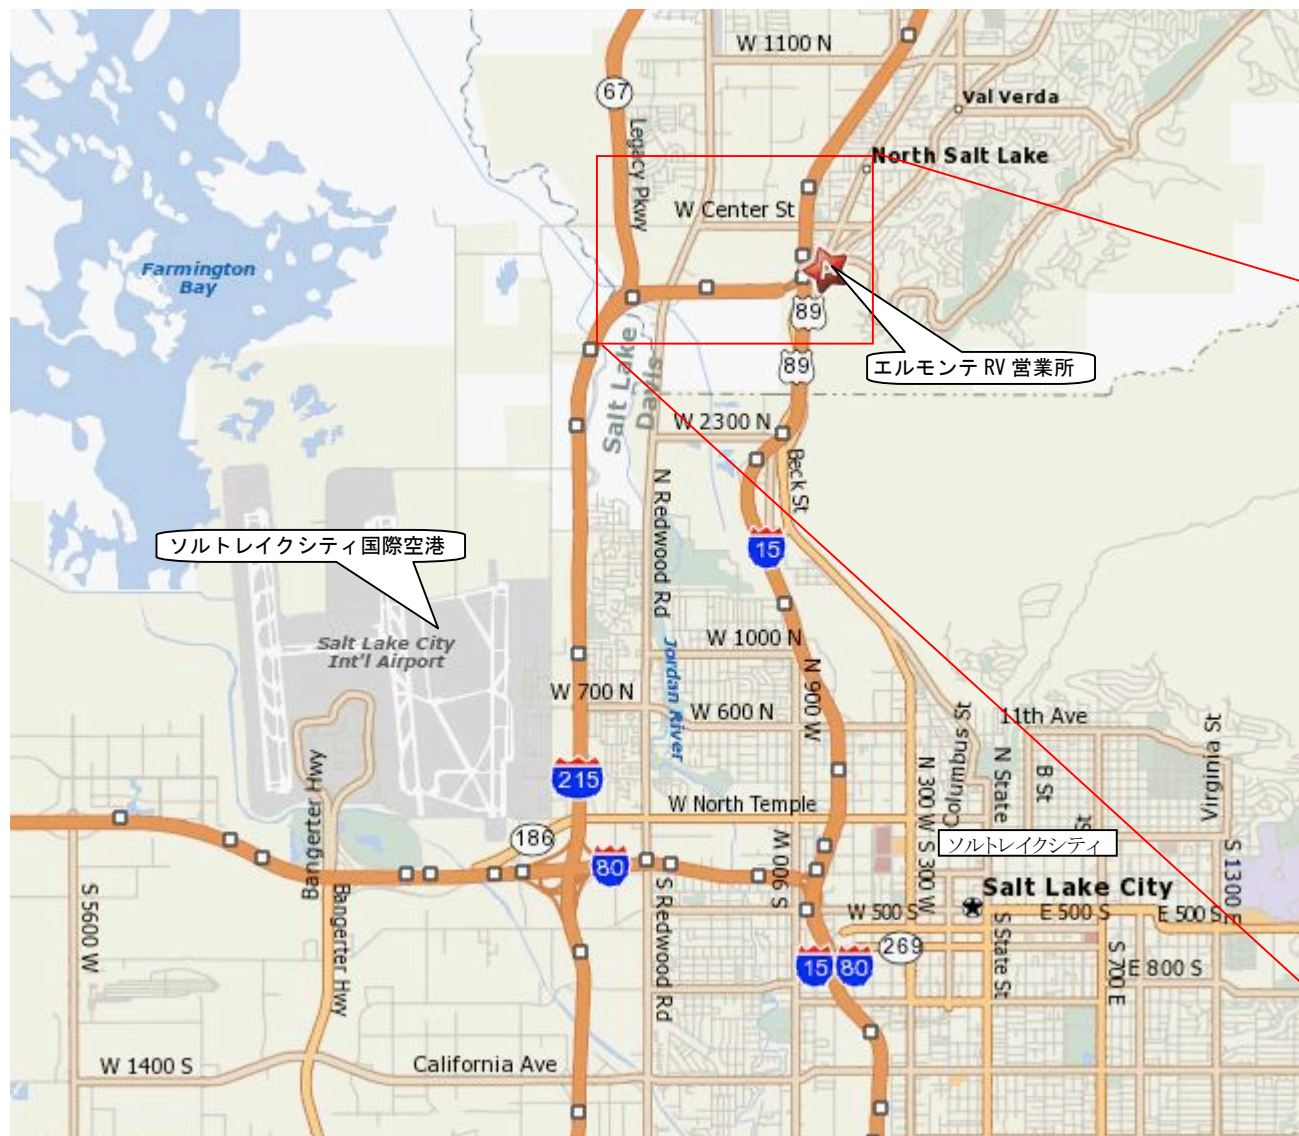 W 1100 N
67
Val Verda
Legacy Pkwy
North Salt Lake
W Center St
Farmington
Bay
A
89
89
エルモンテ RV 営業所
Salt Lake
Davis
W 2300 N
Beck St
N Redwood Rd
ソルトレイクシティ国際空港
15
Salt Lake City
Int'l Airport
W 1000 N
Jordan River
N 900 W
W 700 N
W 600 N
11th Ave
Columbus St
N State
B St
Virginia St
Bangerter Hwy
215
N 300 W
W North Temple
186
St
ソルトレイクシティ
80
S 900 W
S 300 W
S 1300 E
Salt Lake City
S 5600 W
Bangerter Hwy
S Redwood Rd
W 500 S
E 500 S
E 500 S
269
S State St
S 700 E
E 800 S
15
80
W 1400 S
California Ave